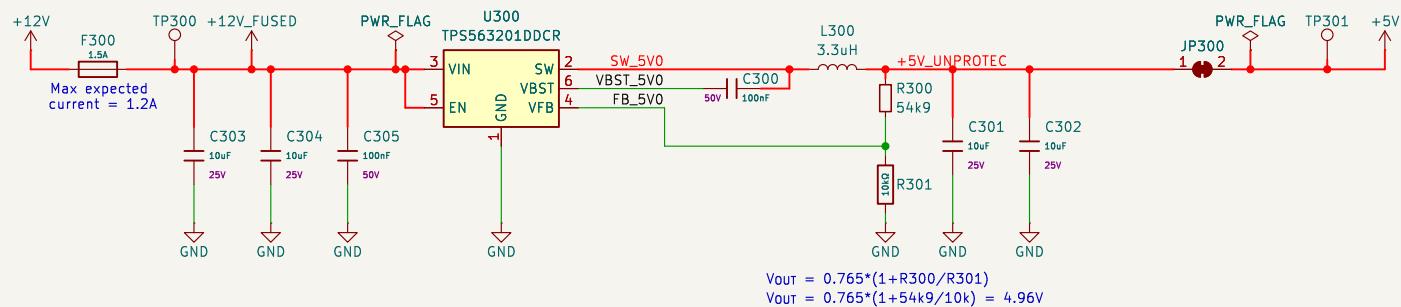 +12V
F300
1.5A
Max expected
current = 1.2A
TP300
+12V_FUSED
PWR_FLAG
U300
TPS563201DDCR
3 VIN
5 EN
GND
1
SW 2
VBST 6
VFB 4
SW_5V0
VBST_5V0
FB_5V0
C300
50V
100nF
L300
3.3uH
+5V_UNPROTEC
R300
54k9
R301
10kΩ
C303
10uF
25V
C304
10uF
25V
C305
100nF
50V
C301
10uF
25V
C302
10uF
25V
JP300
1 2
PWR_FLAG
TP301
+5V
GND
GND
GND
GND
GND
GND
GND
VOUT = 0.765*(1+R300/R301)
VOUT = 0.765*(1+54k9/10k) = 4.96V